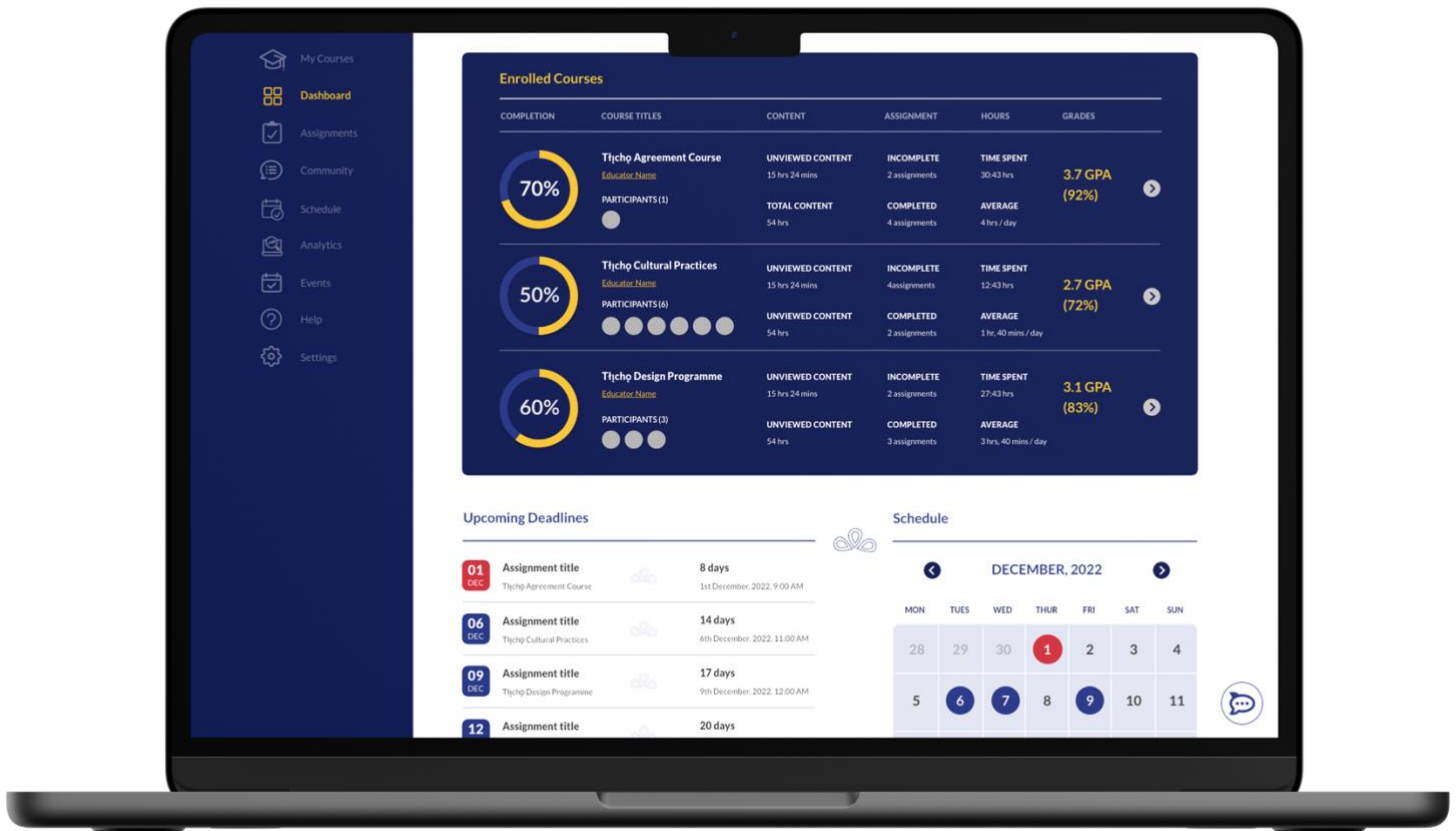 My Courses
Dashboard
Assignments
Community
Schedule
Analytics
Events
Help
Settings
Enrolled Courses
COMPLETION COURSE TITLES CONTENT ASSIGNMENT HOURS GRADES
70%
Tłı̨chǫ Agreement Course
Educator Name
PARTICIPANTS (1)
UNVIEWED CONTENT
15 hrs 24 mins
TOTAL CONTENT
54 hrs
INCOMPLETE
2 assignments
COMPLETED
4 assignments
TIME SPENT
30:43 hrs
AVERAGE
4 hrs / day
3.7 GPA
(92%)
50%
Tłı̨chǫ Cultural Practices
Educator Name
PARTICIPANTS (6)
UNVIEWED CONTENT
15 hrs 24 mins
UNVIEWED CONTENT
54 hrs
INCOMPLETE
4assignments
COMPLETED
2 assignments
TIME SPENT
12:43 hrs
AVERAGE
1 hr, 40 mins / day
2.7 GPA
(72%)
60%
Tłı̨chǫ Design Programme
Educator Name
PARTICIPANTS (3)
UNVIEWED CONTENT
15 hrs 24 mins
UNVIEWED CONTENT
54 hrs
INCOMPLETE
2 assignments
COMPLETED
3 assignments
TIME SPENT
27:43 hrs
AVERAGE
3 hrs, 40 mins / day
3.1 GPA
(83%)
Upcoming Deadlines
01 DEC
Assignment title
Tłı̨chǫ Agreement Course
8 days
1st December, 2022, 9:00 AM
06 DEC
Assignment title
Tłı̨chǫ Cultural Practices
14 days
6th December, 2022, 11:00 AM
09 DEC
Assignment title
Tłı̨chǫ Design Programme
17 days
9th December, 2022, 12:00 AM
12
Assignment title
20 days
Schedule
DECEMBER, 2022
MON TUES WED THUR FRI SAT SUN
28 29 30 1 2 3 4
5 6 7 8 9 10 11